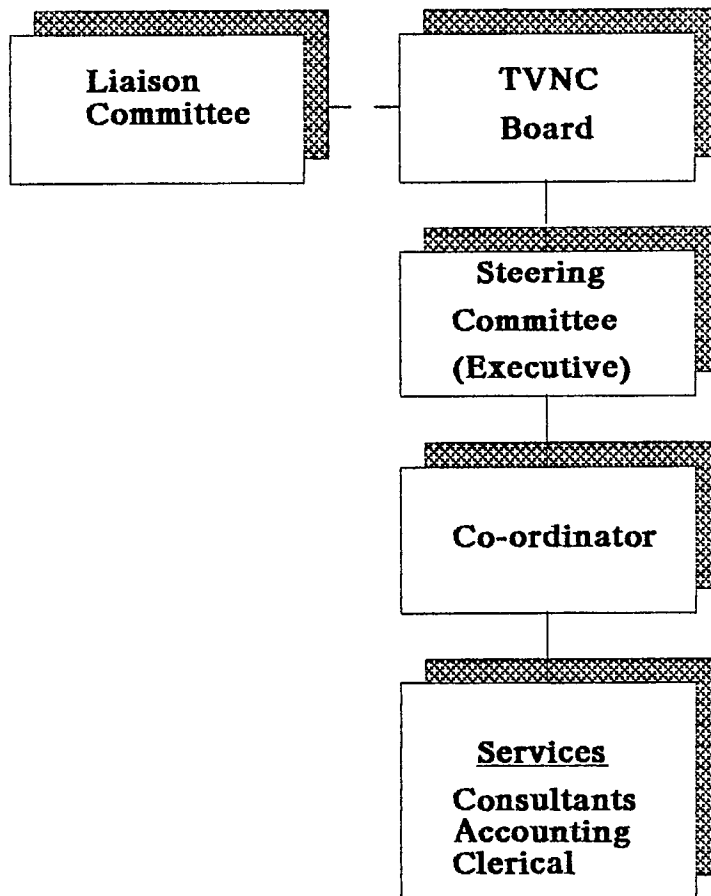 Liaison
Committee
TVNC
Board
Steering
Committee
(Executive)
Co-ordinator
Services
Consultants
Accounting
Clerical